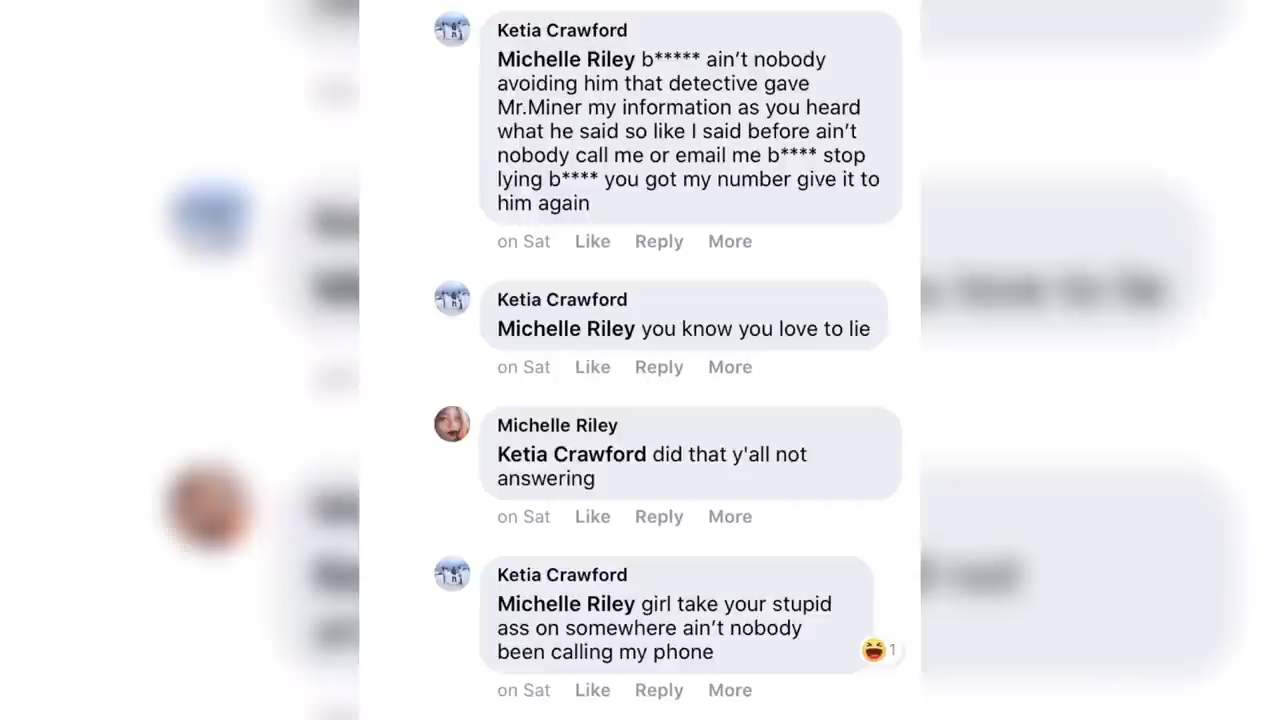 Ketia Crawford
Michelle Riley b***** ain’t nobody
avoiding him that detective gave
Mr.Miner my information as you heard
what he said so like I said before ain’t
nobody call me or email me b**** stop
lying b**** you got my number give it to
him again
on Sat Like Reply More
Ketia Crawford
Michelle Riley you know you love to lie
on Sat Like Reply More
Michelle Riley
Ketia Crawford did that y'all not
answering
on Sat Like Reply More
Ketia Crawford
Michelle Riley girl take your stupid
ass on somewhere ain’t nobody
been calling my phone
1
on Sat Like Reply More